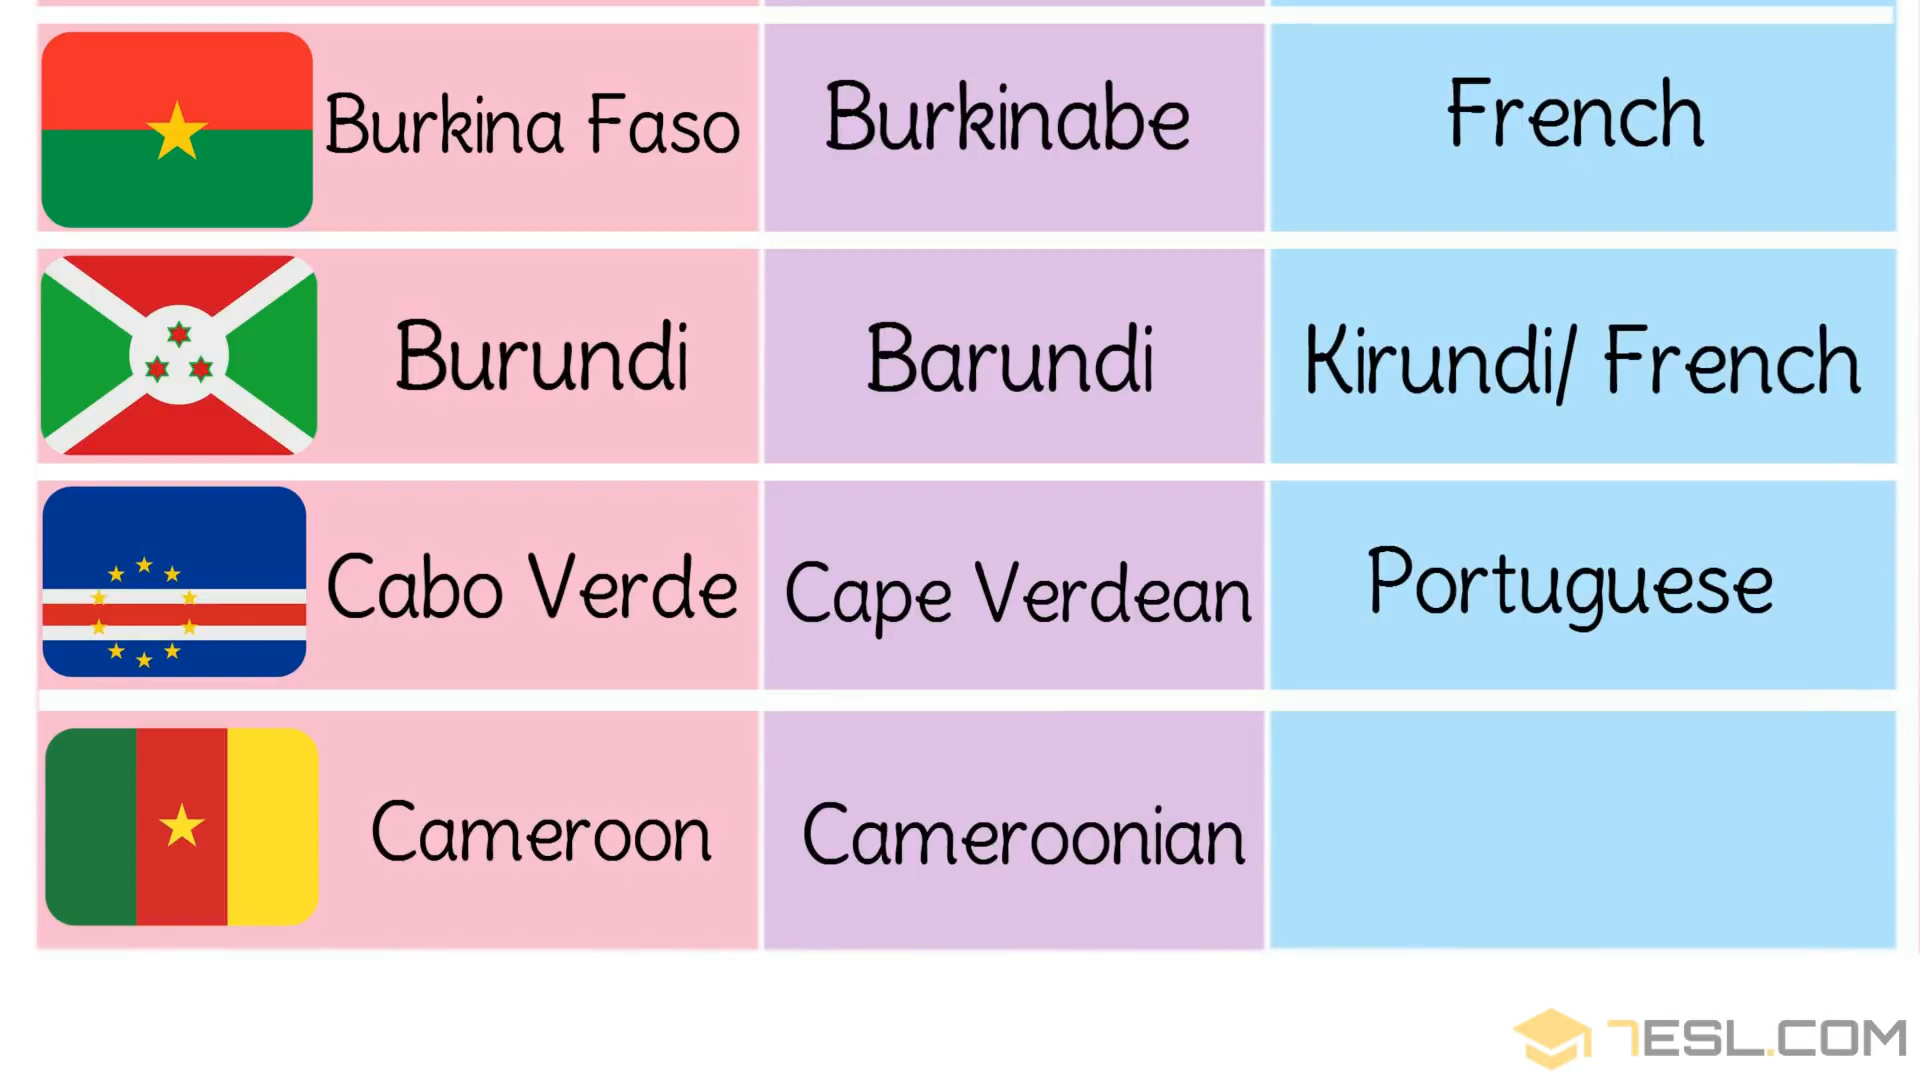 Burkina Faso Burkinabe French
Burundi Barundi Kirundi/ French
Cabo Verde Cape Verdean Portuguese
Cameroon Cameroonian
7ESL.COM